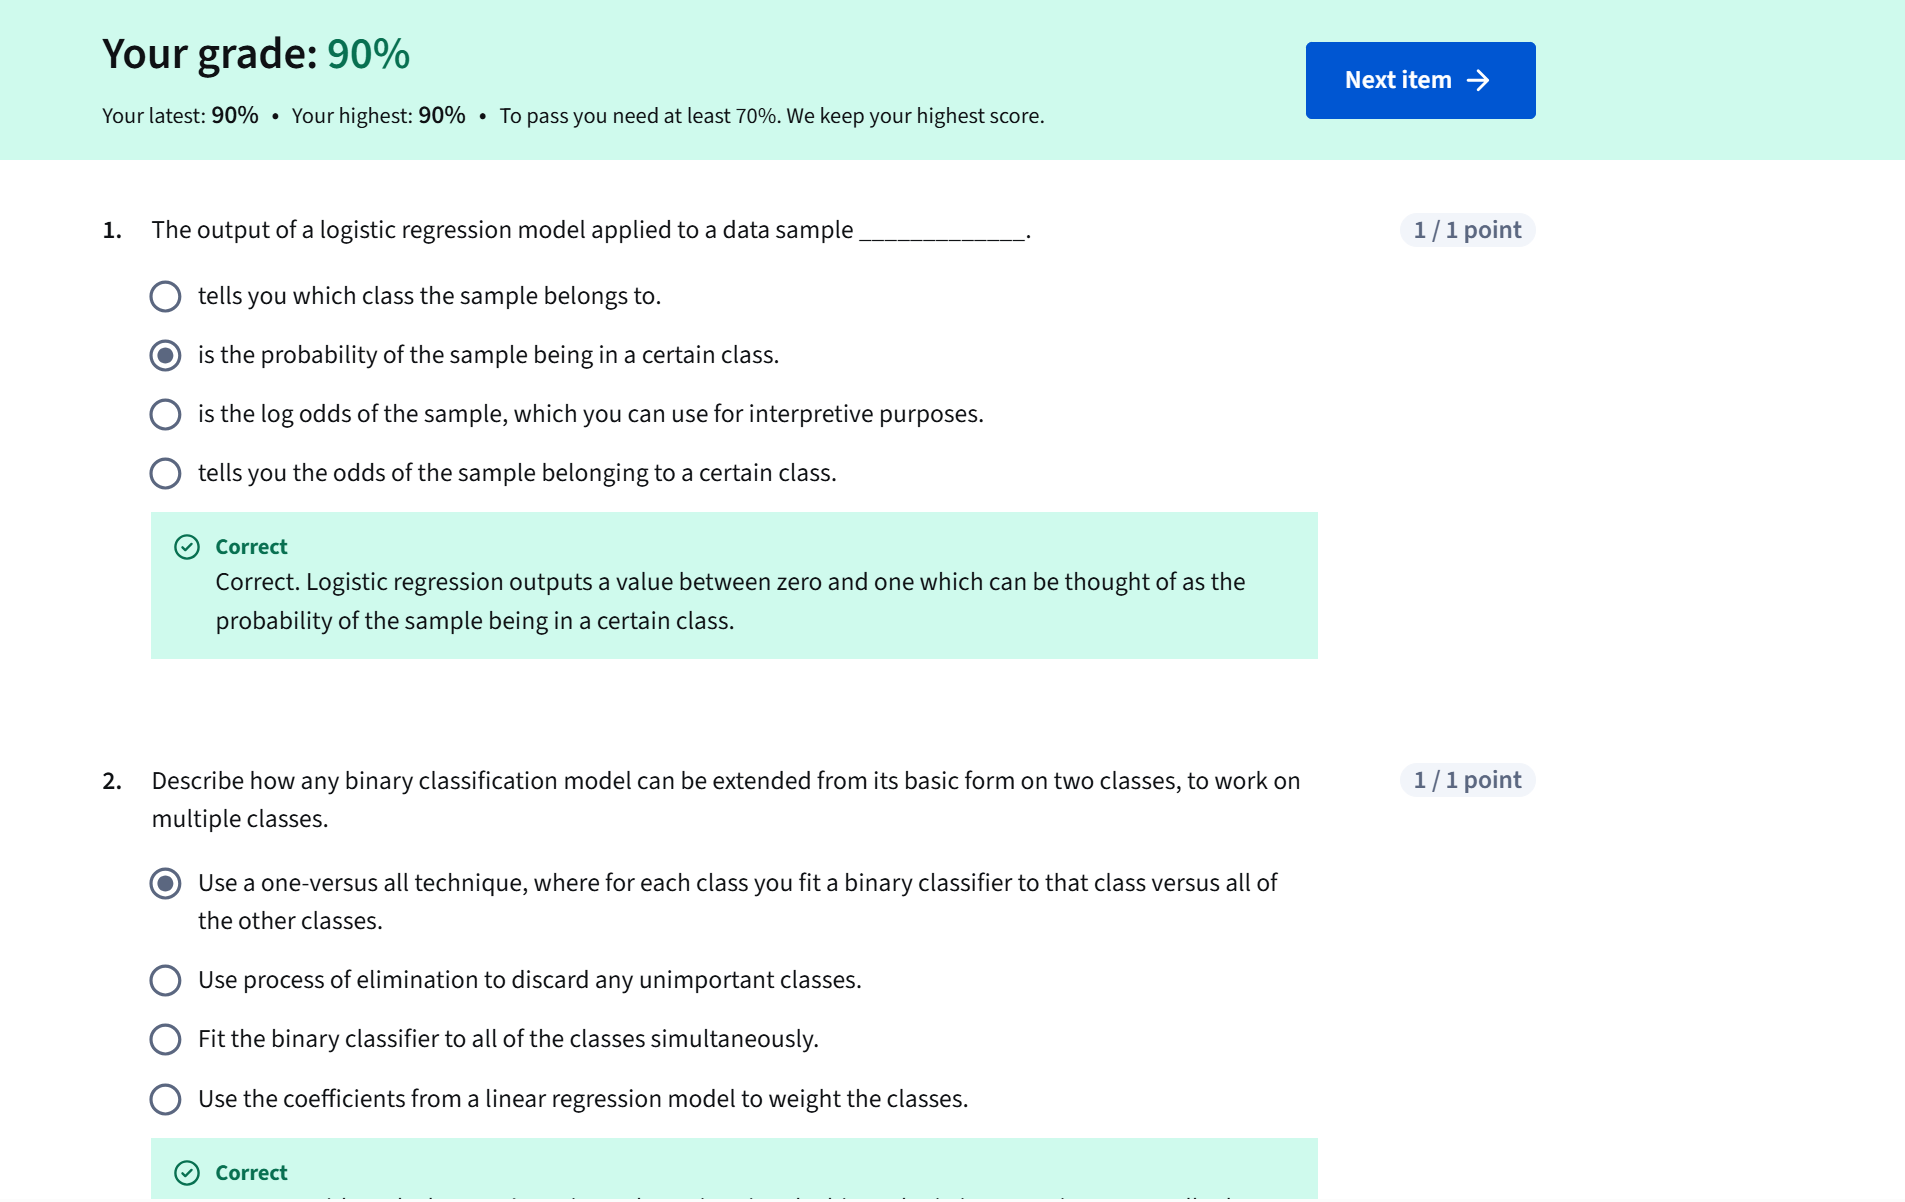 Your grade: 90%
Next item
Your latest: 90% • Your highest: 90% • To pass you need at least 70%. We keep your highest score.
1. The output of a logistic regression model applied to a data sample _____________. 1 / 1 point
tells you which class the sample belongs to.
is the probability of the sample being in a certain class.
is the log odds of the sample, which you can use for interpretive purposes.
tells you the odds of the sample belonging to a certain class.
Correct
Correct. Logistic regression outputs a value between zero and one which can be thought of as the
probability of the sample being in a certain class.
2. Describe how any binary classification model can be extended from its basic form on two classes, to work on 1 / 1 point
multiple classes.
Use a one-versus all technique, where for each class you fit a binary classifier to that class versus all of
the other classes.
Use process of elimination to discard any unimportant classes.
Fit the binary classifier to all of the classes simultaneously.
Use the coefficients from a linear regression model to weight the classes.
Correct